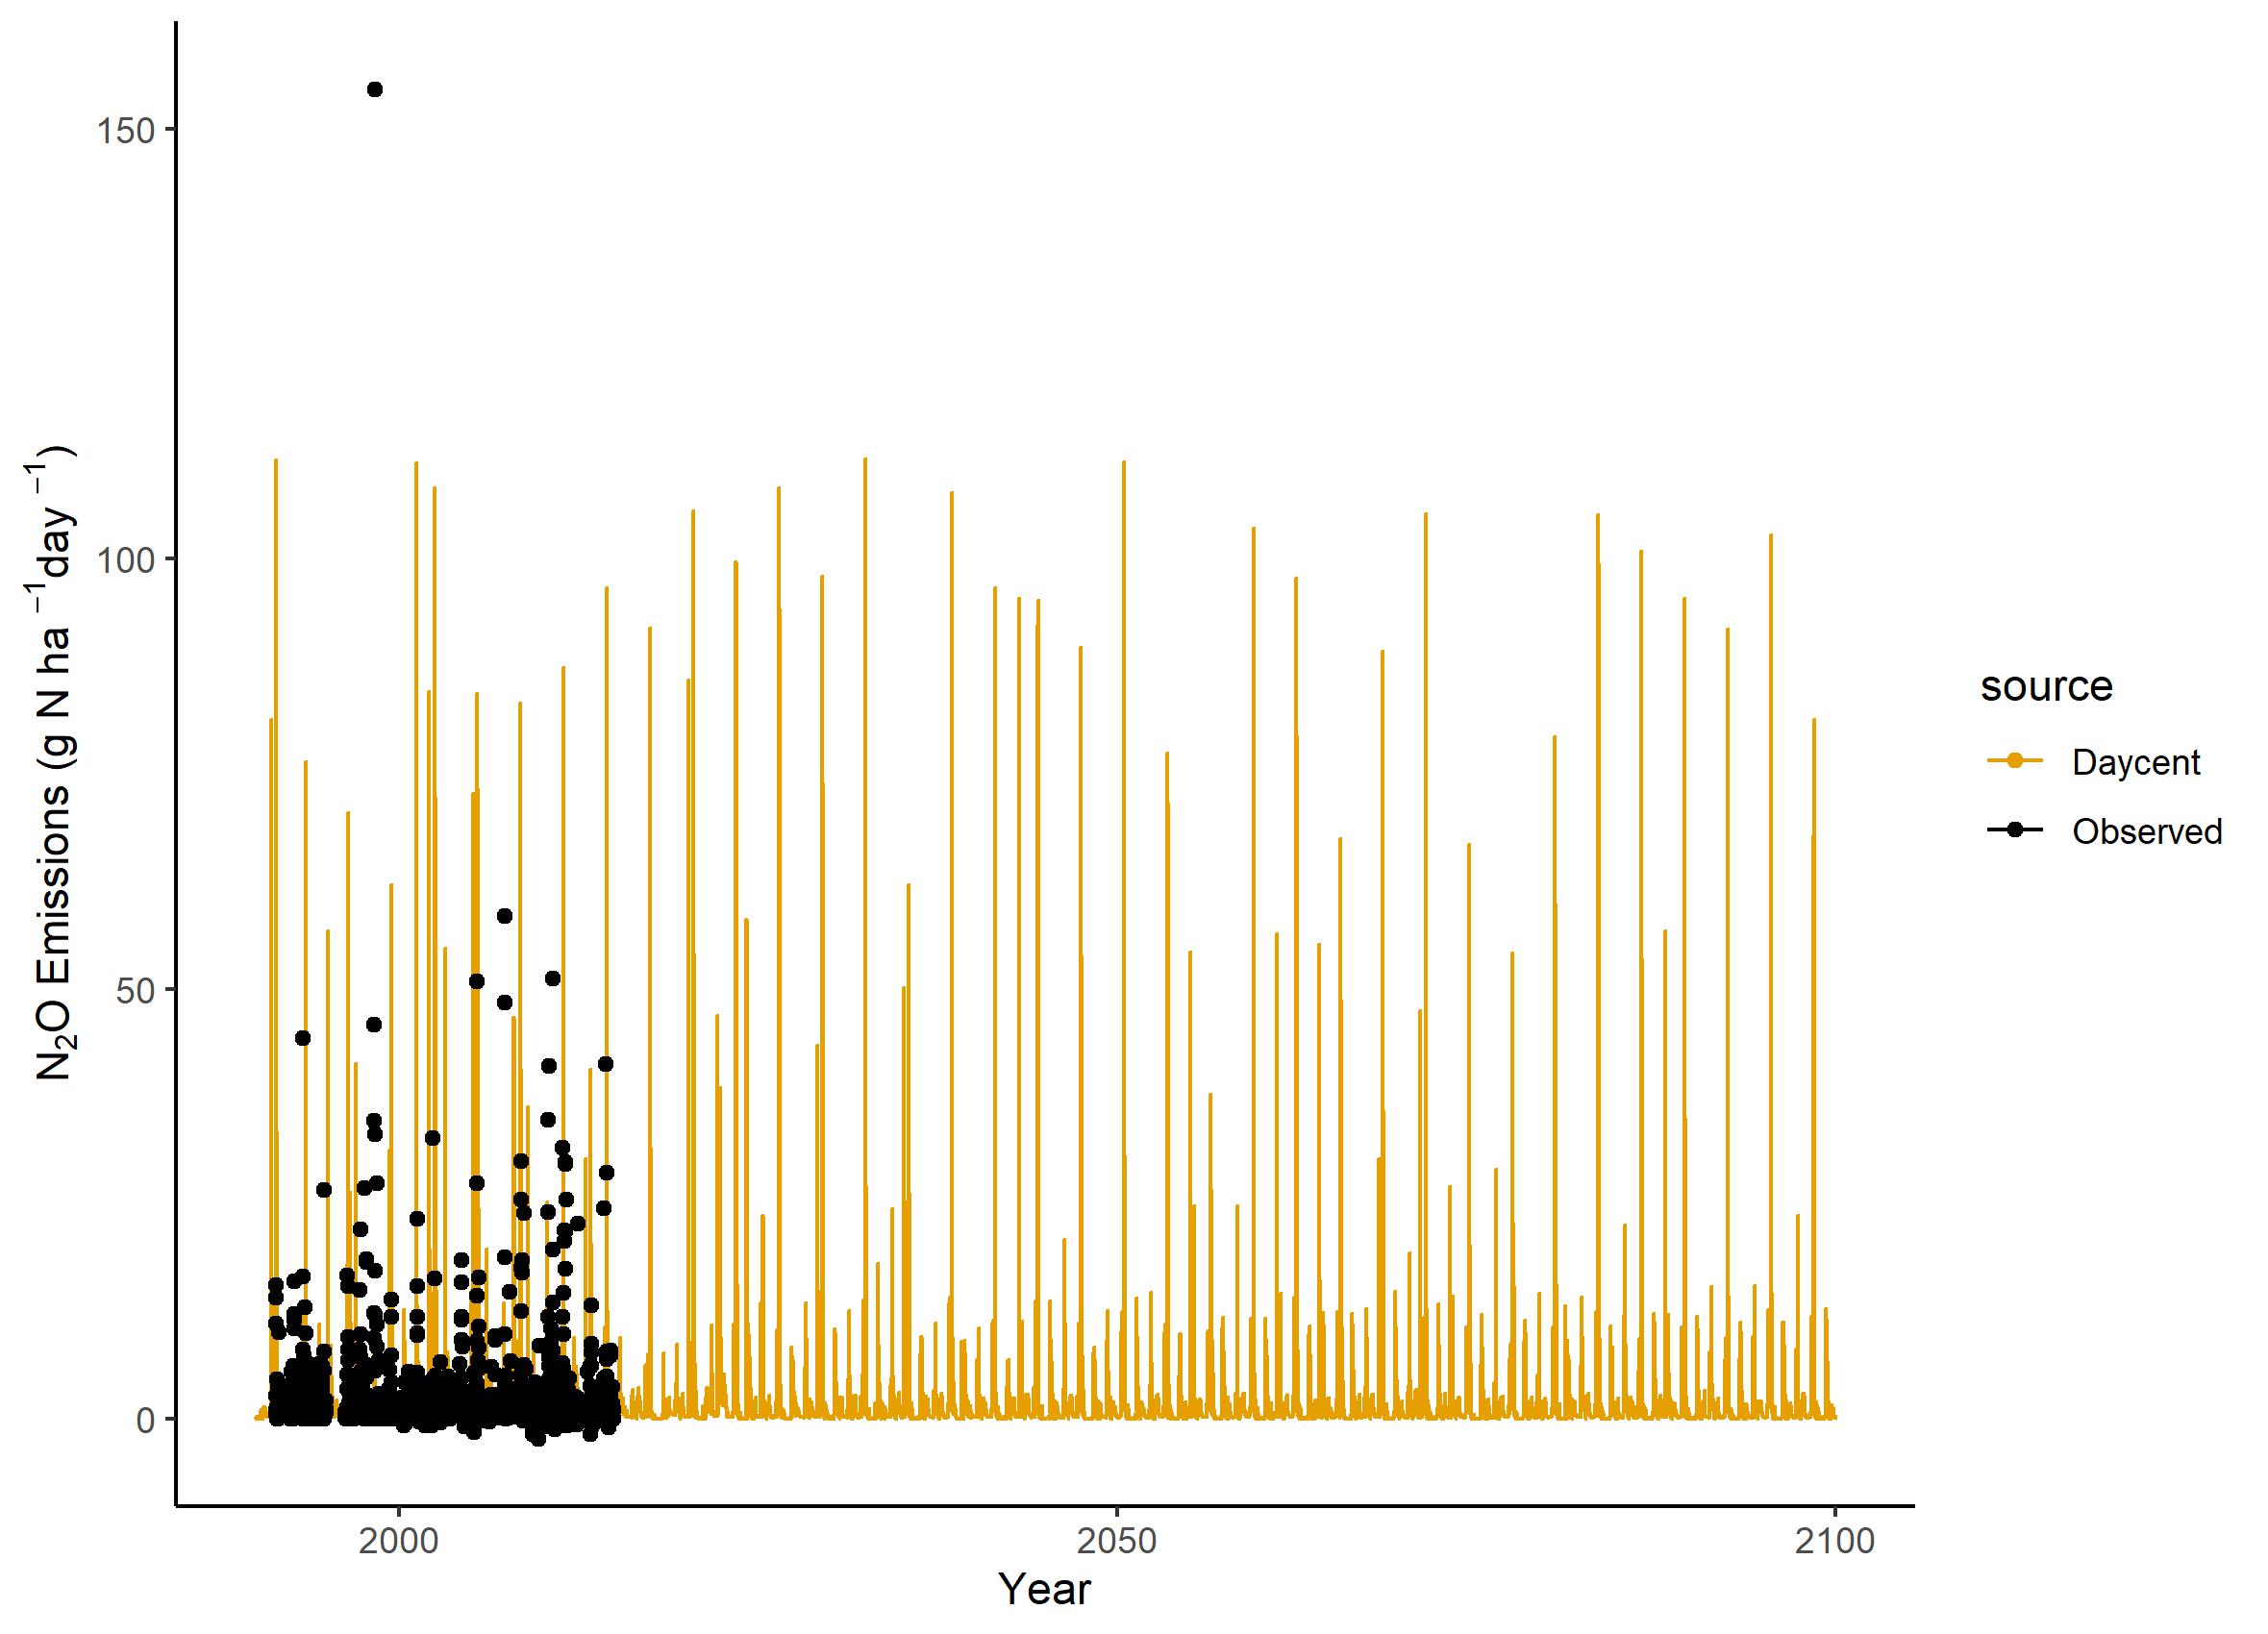 150
100
50
0
N₂O Emissions (g N ha ⁻¹day ⁻¹)
2000
2050
2100
Year
source
Daycent
Observed